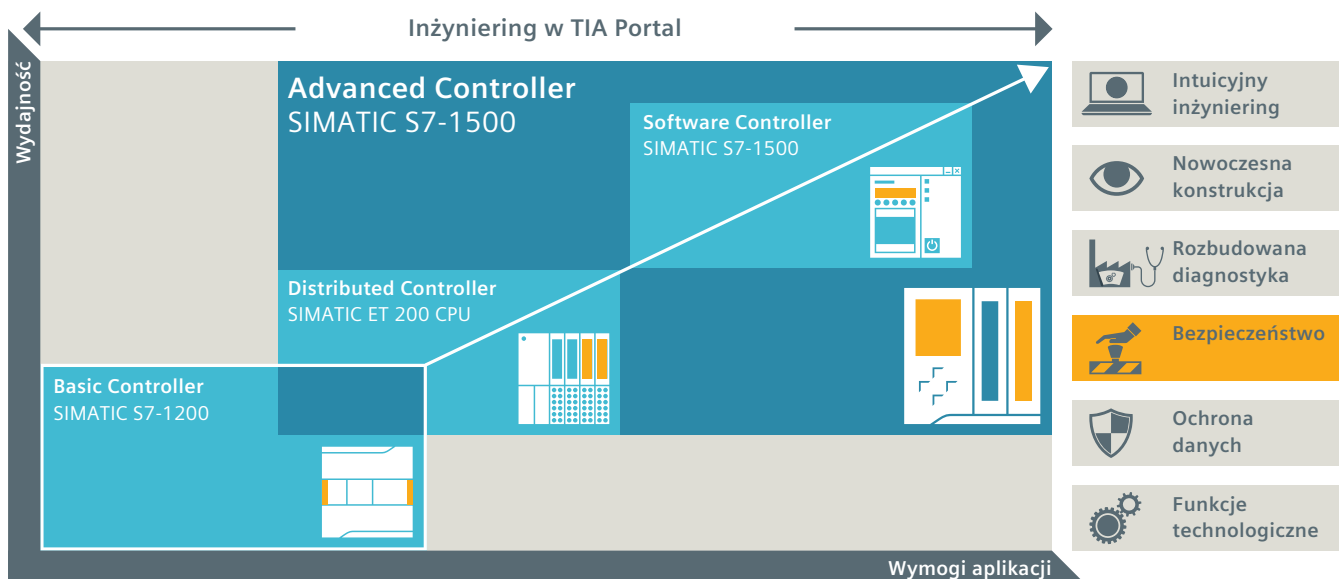 Inżyniering w TIA Portal
Wydajność
Advanced Controller
SIMATIC S7-1500
Software Controller
SIMATIC S7-1500
Distributed Controller
SIMATIC ET 200 CPU
Basic Controller
SIMATIC S7-1200
Wymogi aplikacji
Intuicyjny
inżyniering
Nowoczesna
konstrukcja
Rozbudowana
diagnostyka
Bezpieczeństwo
Ochrona
danych
Funkcje
technologiczne